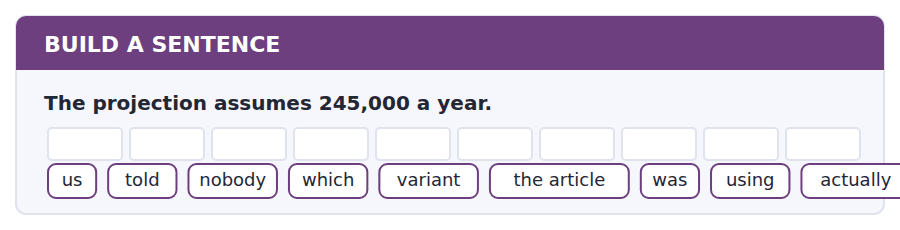 BUILD A SENTENCE
The projection assumes 245,000 a year.
us told nobody which variant the article was using actually